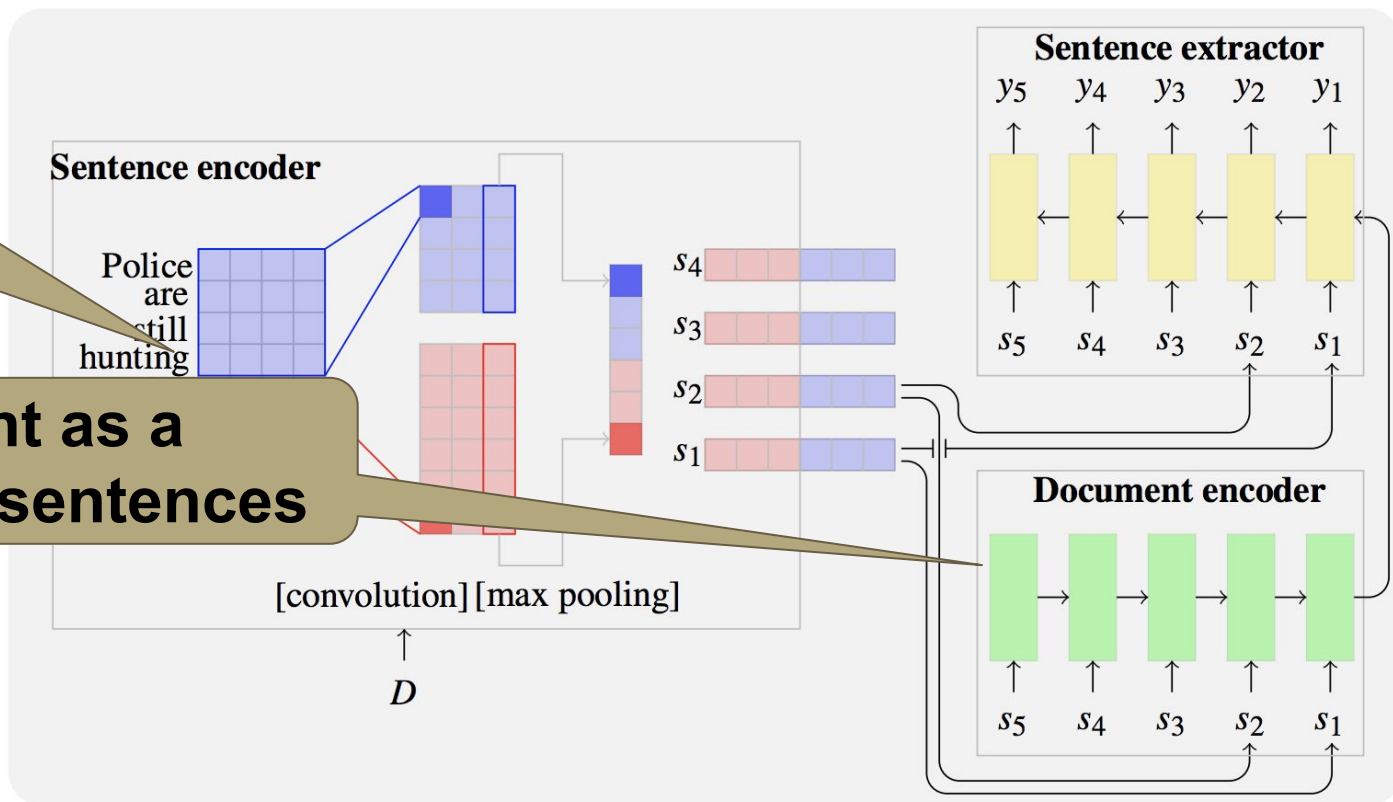 Sentence extractor
y5 y4 y3 y2 y1
s5 s4 s3 s2 s1
Sentence encoder
Police
are
still
hunting
s4
s3
s2
s1
as a
sentences
[convolution] [max pooling]
D
Document encoder
s5 s4 s3 s2 s1